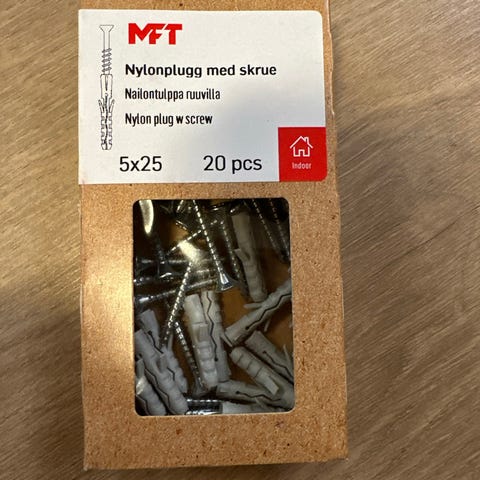 MFT
Nylonplugg med skrue
Nailontulppa ruuvilla
Nylon plug w screw
5x25 20 pcs
Indoor